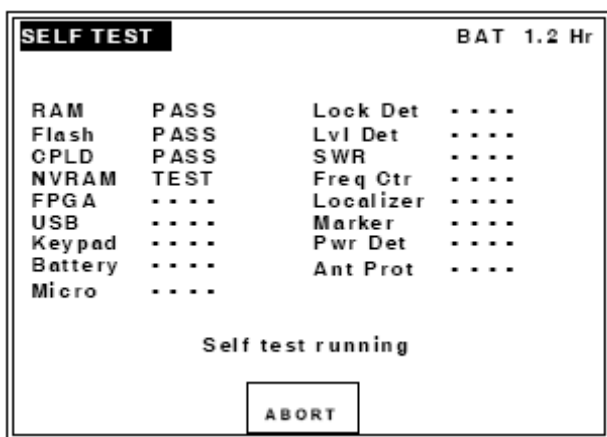 SELF TEST BAT 1.2 Hr
RAM PASS Lock Det - - - -
Flash PASS Lvl Det - - - -
CPLD PASS SWR - - - -
NVRAM TEST Freq Ctr - - - -
FPGA - - - - Localizer - - - -
USB - - - - Marker - - - -
Keypad - - - - Pwr Det - - - -
Battery - - - - Ant Prot - - - -
Micro - - - -
Self test running
ABORT